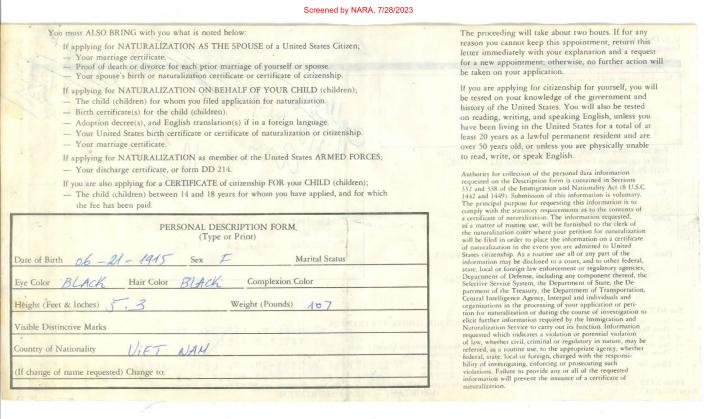 Screened by NARA, 7/28/2023
You must ALSO BRING with you what is noted below:
If applying for NATURALIZATION AS THE SPOUSE of a United States Citizen;
— Your marriage certificate.
— Proof of death or divorce for each prior marriage of yourself or spouse.
— Your spouse's birth or naturalization certificate or certificate of citizenship.
If applying for NATURALIZATION ON BEHALF OF YOUR CHILD (children);
— The child (children) for whom you filed application for naturalization.
— Birth certificate(s) for the child (children).
— Adoption decree(s), and English translation(s) if in a foreign language.
— Your United States birth certificate or certificate of naturalization or citizenship.
— Your marriage certificate.
If applying for NATURALIZATION as member of the United States ARMED FORCES;
— Your discharge certificate, or form DD 214.
If you are also applying for a CERTIFICATE of citizenship FOR your CHILD (children);
— The child (children) between 14 and 18 years for whom you have applied, and for which
the fee has been paid.
PERSONAL DESCRIPTION FORM
(Type or Print)
Date of Birth 06-21-1915 Sex F Marital Status
Eye Color BLACK Hair Color BLACK Complexion Color
Height (Feet & Inches) 5.3 Weight (Pounds) 107
Visible Distinctive Marks
Country of Nationality VIET NAM
(If change of name requested) Change to:
The proceeding will take about two hours. If for any
reason you cannot keep this appointment, return this
letter immediately with your explanation and a request
for a new appointment; otherwise, no further action will
be taken on your application.
If you are applying for citizenship for yourself, you will
be tested on your knowledge of the government and
history of the United States. You will also be tested
on reading, writing, and speaking English, unless you
have been living in the United States for a total of at
least 20 years as a lawful permanent resident and are
over 50 years old, or unless you are physically unable
to read, write, or speak English.
Authority for collection of the personal data information
requested on the Description form is contained in Sections
332 and 338 of the Immigration and Nationality Act (8 U.S.C.
1442 and 1449). Submission of this information is voluntary.
The principal purpose for requesting this information is to
comply with the statutory requirements as to the contents of
a certificate of naturalization. The information requested,
as a matter of routine use, will be furnished to the clerk of
the naturalization court where your petition for naturalization
will be filed in order to place the information on a certificate
of naturalization in the event you are admitted to United
States citizenship. As a routine use all or any part of the
information may be disclosed to a court, and to other federal,
state, local or foreign law enforcement or regulatory agencies,
Department of Defense, including any component thereof, the
Selective Service System, the Department of State, the De-
partment of the Treasury, the Department of Transportation,
Central Intelligence Agency, Interpol and individuals and
organizations in the processing of your application or peti-
tion for naturalization or during the course of investigation to
elicit further information required by the Immigration and
Naturalization Service to carry out its function. Information
requested which indicates a violation or potential violation
of law, whether civil, criminal or regulatory in nature, may be
referred, as a routine use, to the appropriate agency, whether
federal, state, local or foreign, charged with the responsi-
bility of investigating, enforcing or prosecuting such
violations. Failure to provide any or all of the requested
information will prevent the issuance of a certificate of
naturalization.